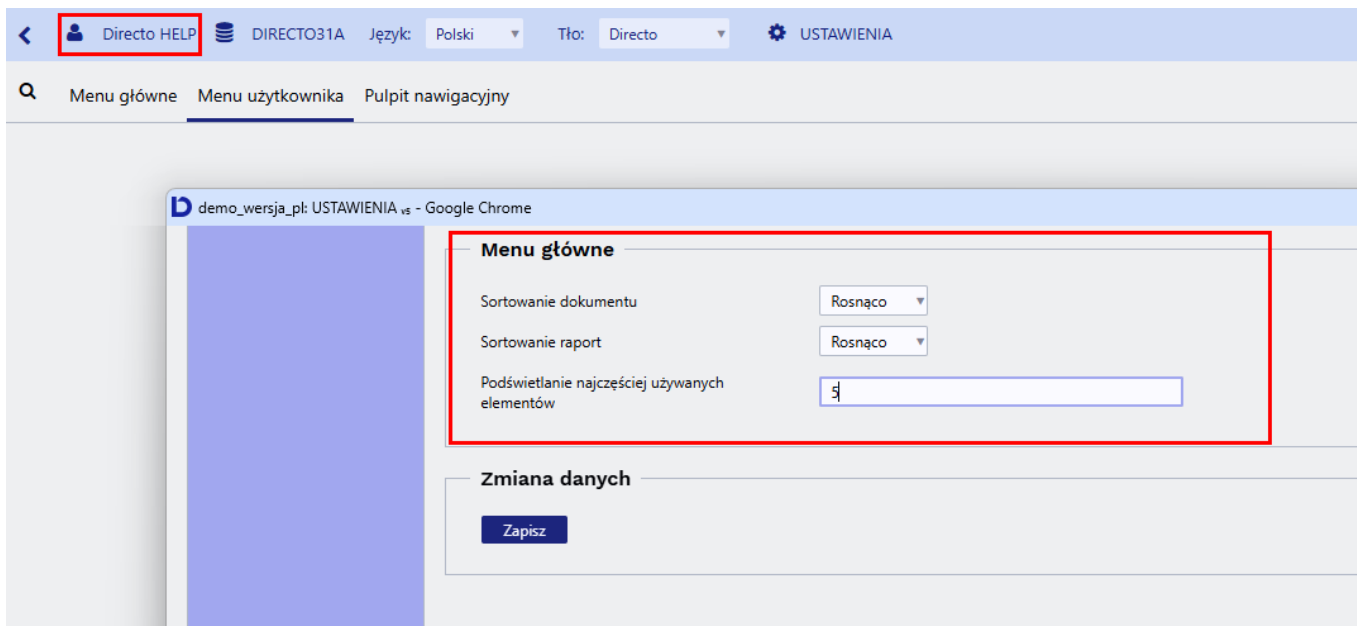 Directo HELP DIRECTO31A Język: Polski Tło: Directo USTAWIENIA
Menu główne Menu użytkownika Pulpit nawigacyjny
demo_wersja_pl: USTAWIENIA v5 - Google Chrome
Menu główne
Sortowanie dokumentu Rosnąco
Sortowanie raport Rosnąco
Podświetlanie najczęściej używanych
elementów 5
Zmiana danych
Zapisz